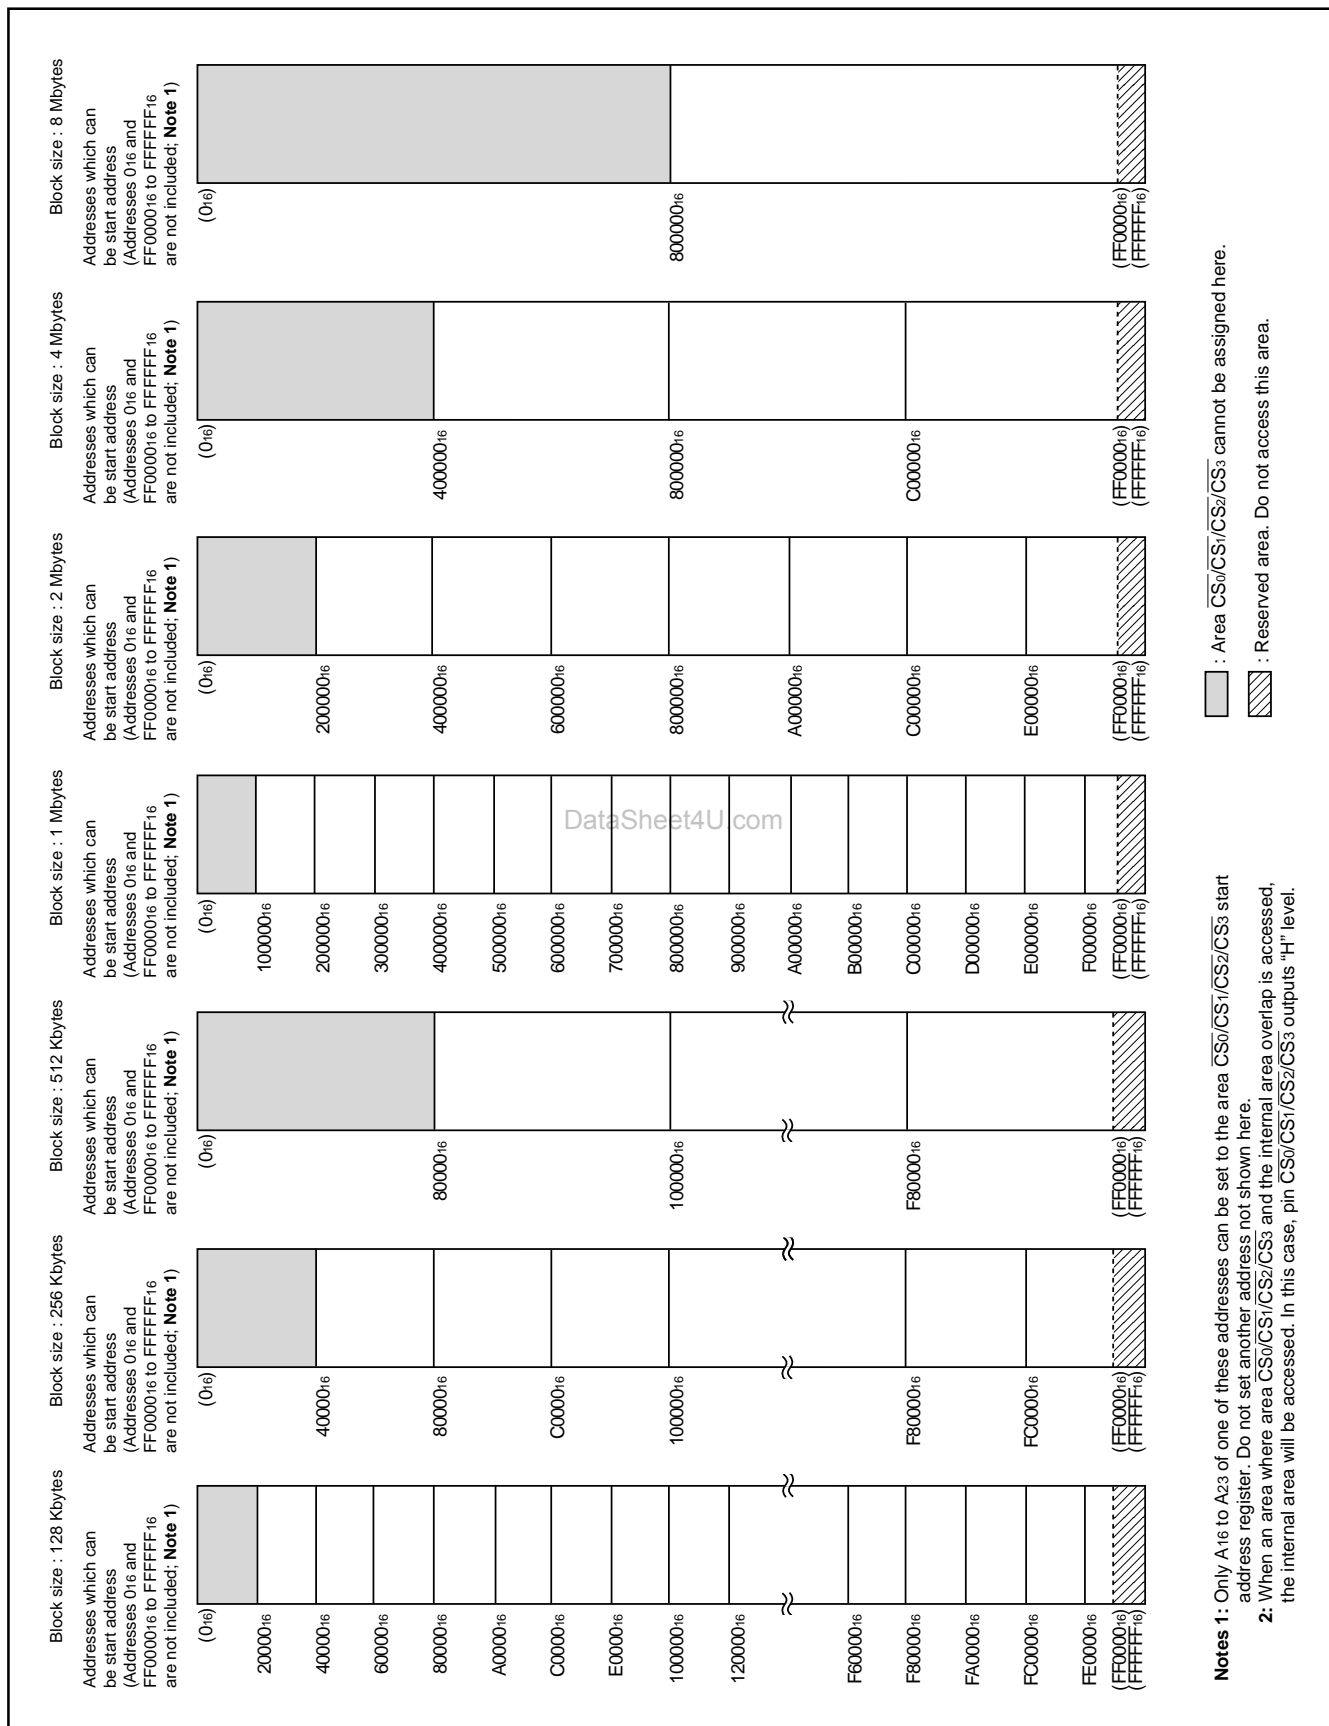 Block size : 128 Kbytes
Addresses which can
be start address
(Addresses 016 and
FF000016 to FFFFFF16
are not included; Note 1)
(016)
2000016
4000016
6000016
8000016
A000016
C000016
E000016
10000016
12000016
F6000016
F8000016
FA000016
FC000016
FE000016
(FF000016)
(FFFFFF16)
Block size : 256 Kbytes
Addresses which can
be start address
(Addresses 016 and
FF000016 to FFFFFF16
are not included; Note 1)
(016)
4000016
8000016
C000016
10000016
F8000016
FC000016
(FF000016)
(FFFFFF16)
Block size : 512 Kbytes
Addresses which can
be start address
(Addresses 016 and
FF000016 to FFFFFF16
are not included; Note 1)
(016)
8000016
10000016
F8000016
(FF000016)
(FFFFFF16)
Block size : 1 Mbytes
Addresses which can
be start address
(Addresses 016 and
FF000016 to FFFFFF16
are not included; Note 1)
(016)
10000016
20000016
30000016
40000016
50000016
60000016
70000016
80000016
90000016
A0000016
B0000016
C0000016
D0000016
E0000016
F0000016
(FF000016)
(FFFFFF16)
Block size : 2 Mbytes
Addresses which can
be start address
(Addresses 016 and
FF000016 to FFFFFF16
are not included; Note 1)
(016)
20000016
40000016
60000016
80000016
A0000016
C0000016
E0000016
(FF000016)
(FFFFFF16)
Block size : 4 Mbytes
Addresses which can
be start address
(Addresses 016 and
FF000016 to FFFFFF16
are not included; Note 1)
(016)
40000016
80000016
C0000016
(FF000016)
(FFFFFF16)
Block size : 8 Mbytes
Addresses which can
be start address
(Addresses 016 and
FF000016 to FFFFFF16
are not included; Note 1)
(016)
80000016
(FF000016)
(FFFFFF16)
DataSheet4U.com
: Area CS0/CS1/CS2/CS3 cannot be assigned here.
: Reserved area. Do not access this area.
Notes 1: Only A16 to A23 of one of these addresses can be set to the area CS0/CS1/CS2/CS3 start
address register. Do not set another address not shown here.
2: When an area where area CS0/CS1/CS2/CS3 and the internal area overlap is accessed,
the internal area will be accessed. In this case, pin CS0/CS1/CS2/CS3 outputs “H” level.